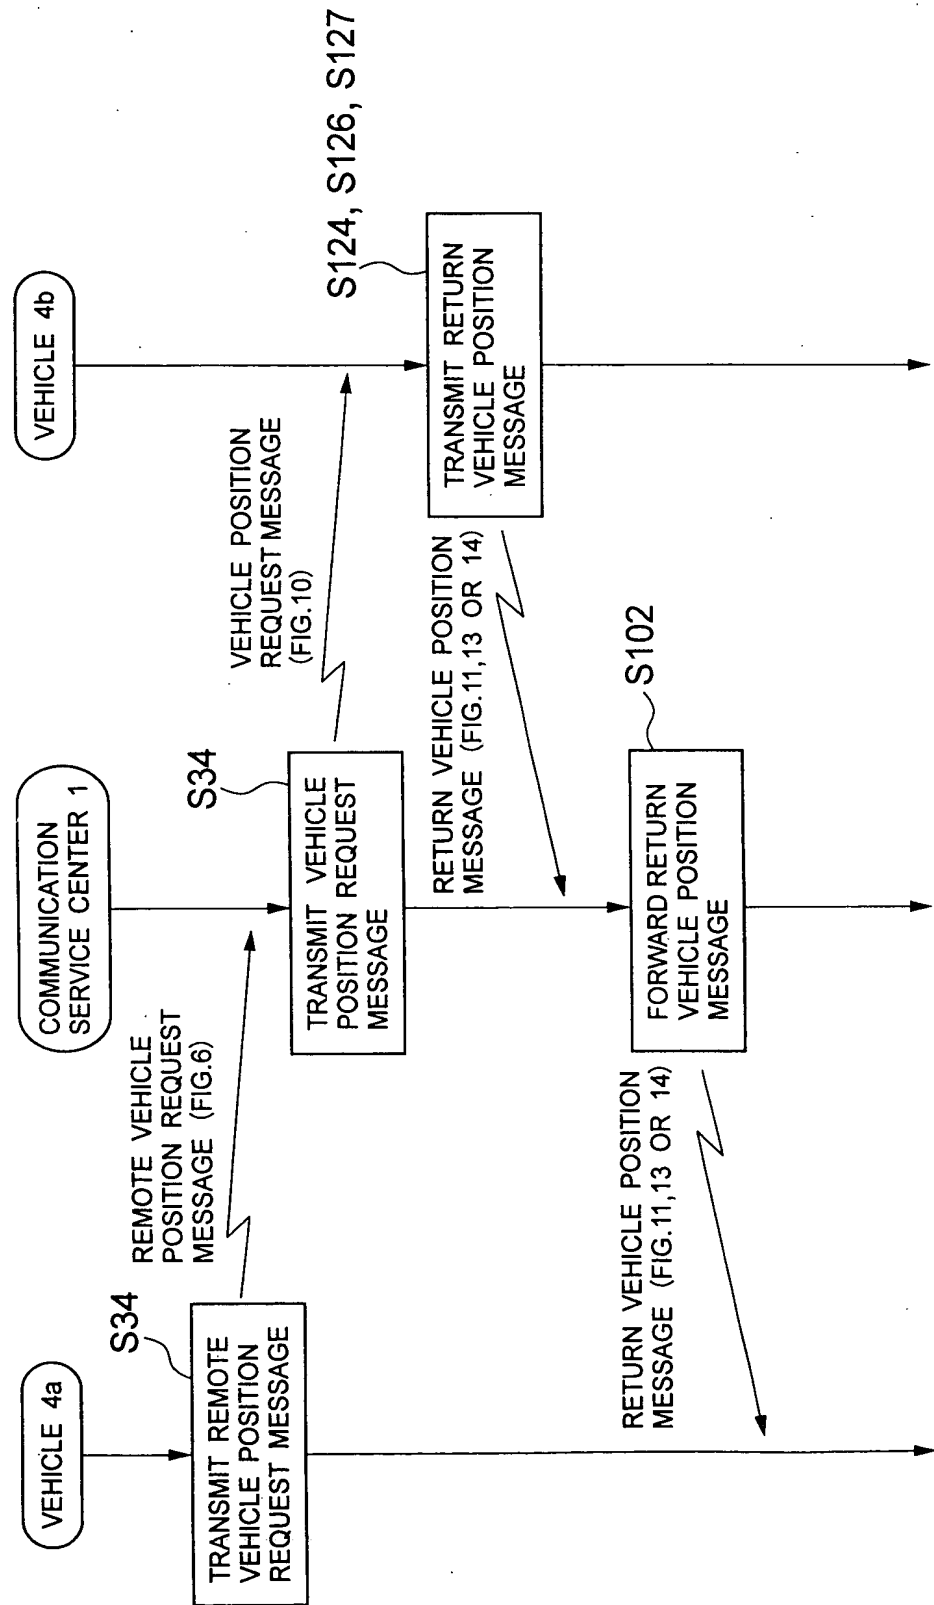 VEHICLE 4a
S34
TRANSMIT REMOTE
VEHICLE POSITION
REQUEST MESSAGE
REMOTE VEHICLE
POSITION REQUEST
MESSAGE (FIG.6)
COMMUNICATION
SERVICE CENTER 1
S34
TRANSMIT VEHICLE
POSITION REQUEST
MESSAGE
VEHICLE POSITION
REQUEST MESSAGE
(FIG.10)
VEHICLE 4b
S124, S126, S127
TRANSMIT RETURN
VEHICLE POSITION
MESSAGE
RETURN VEHICLE POSITION
MESSAGE (FIG.11,13 OR 14)
S102
FORWARD RETURN
VEHICLE POSITION
MESSAGE
RETURN VEHICLE POSITION
MESSAGE (FIG.11,13 OR 14)